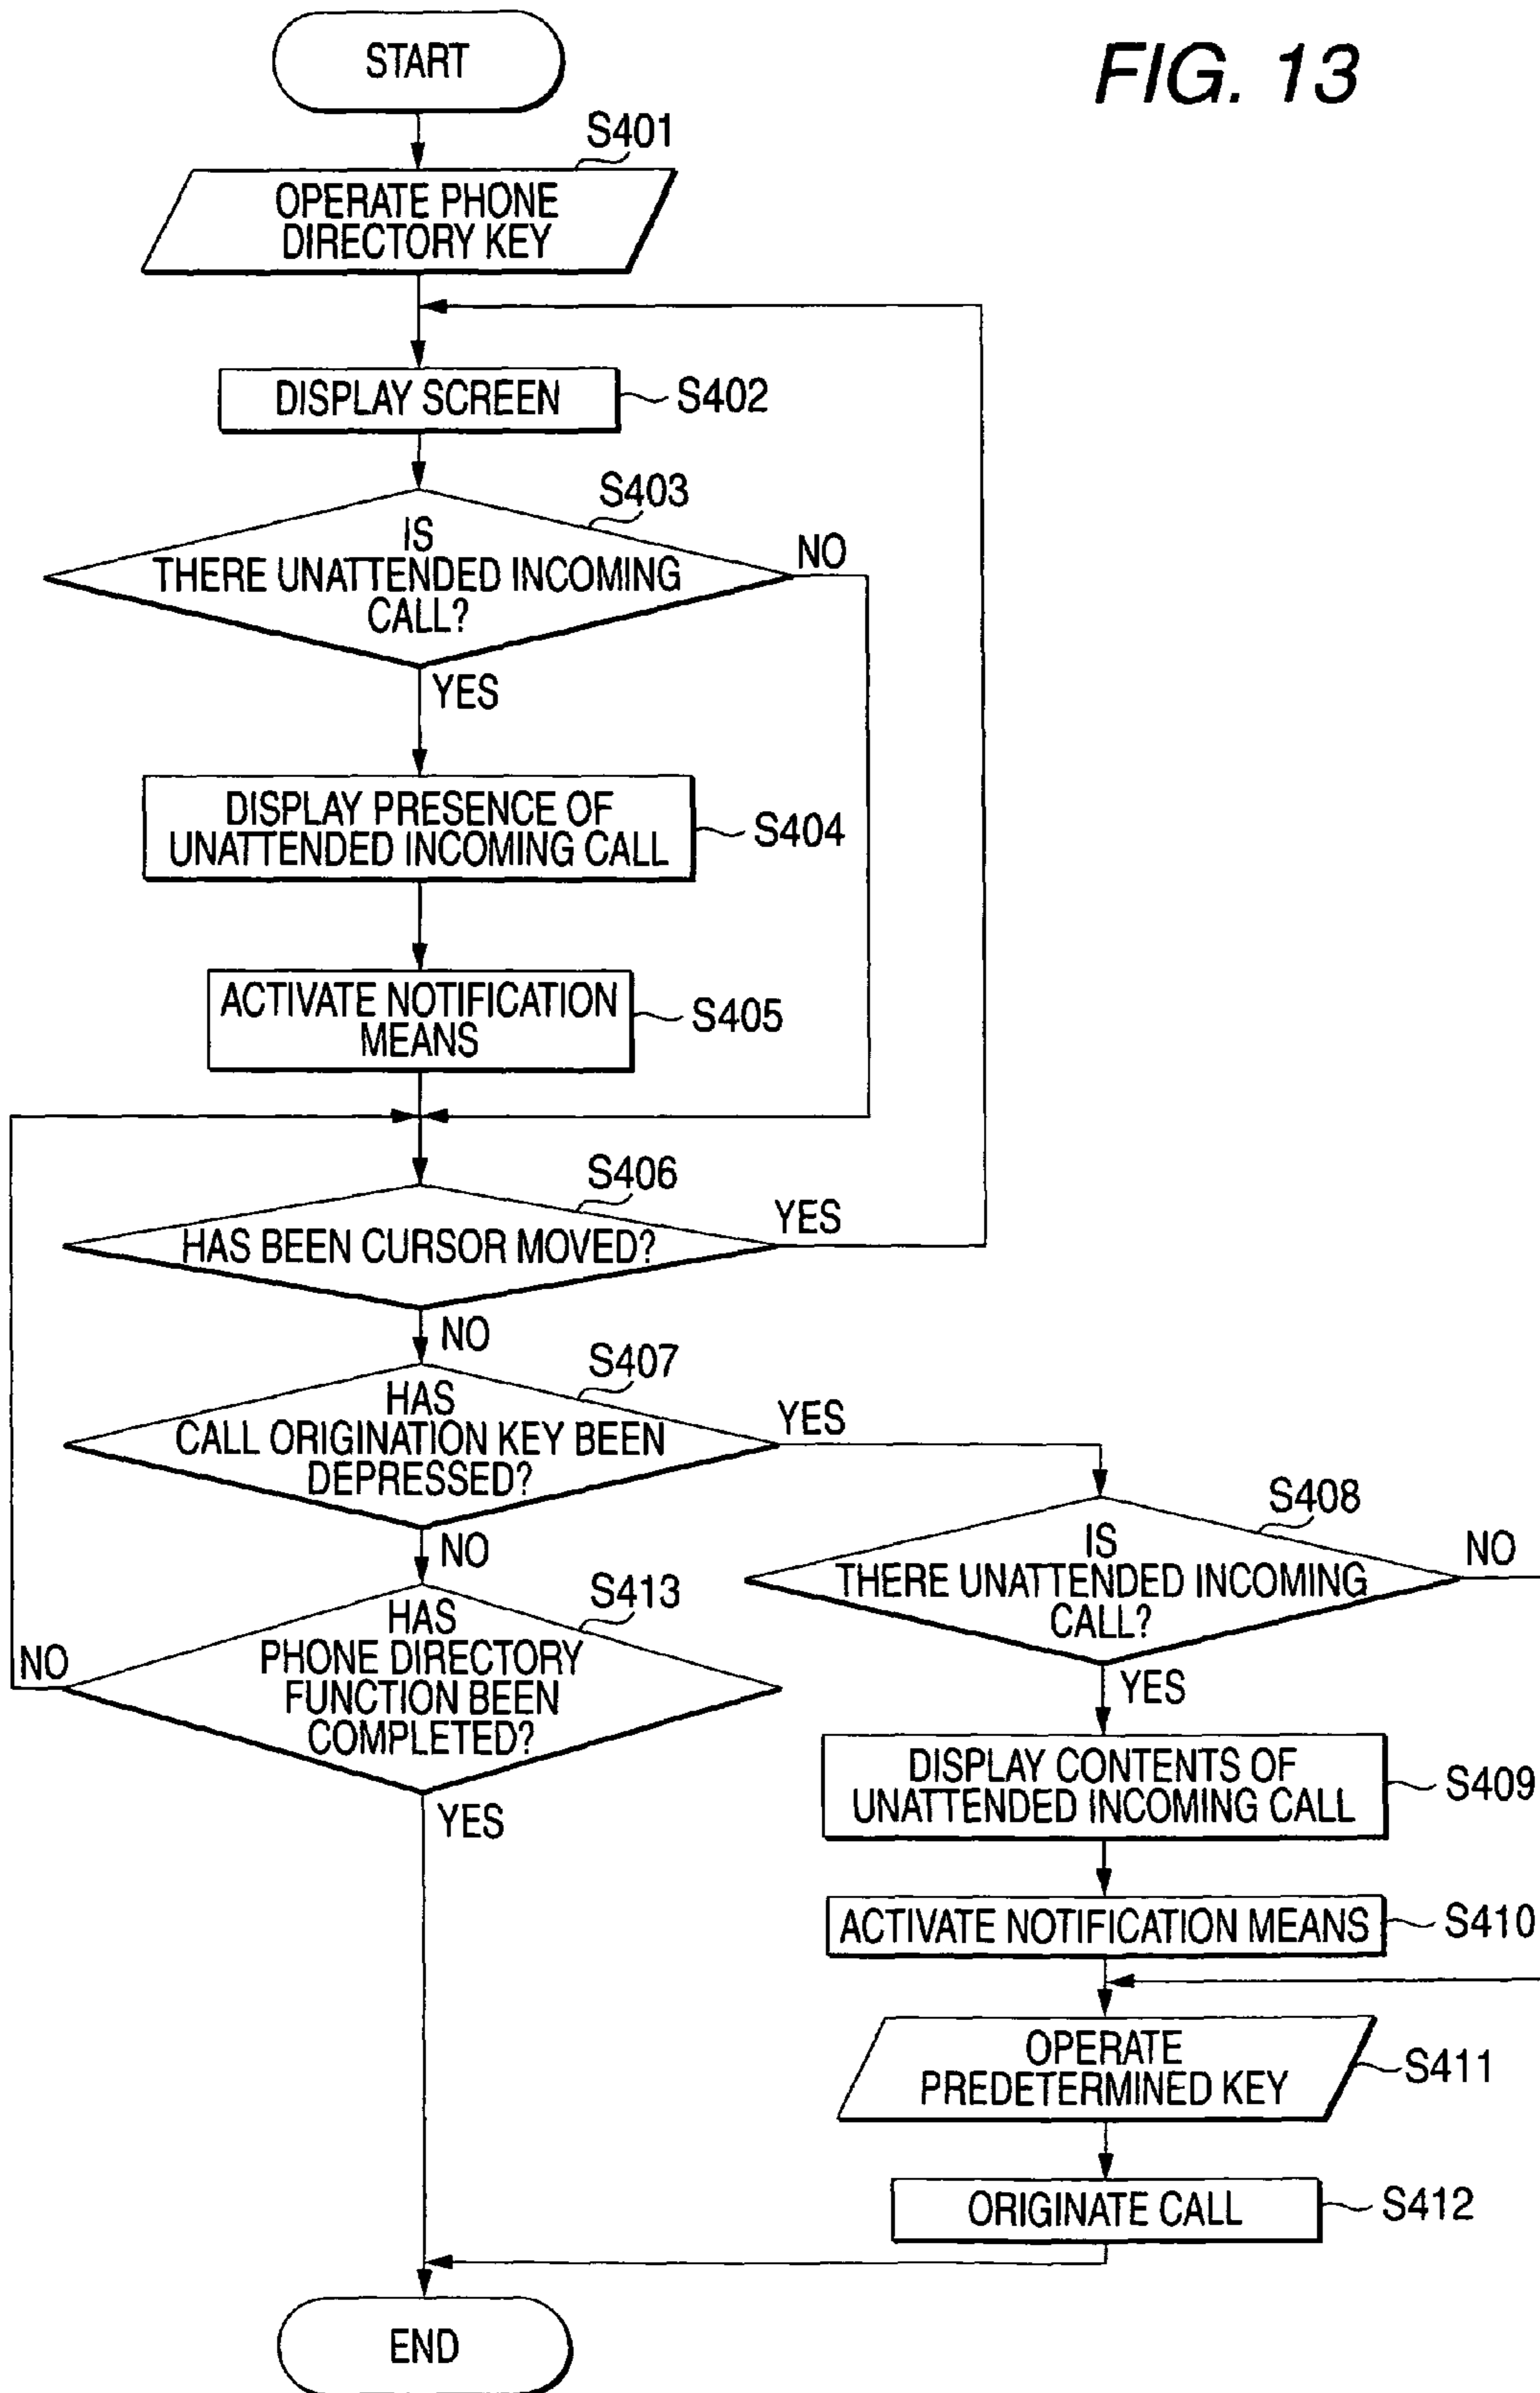 FIG. 13
START
S401
OPERATE PHONE
DIRECTORY KEY
DISPLAY SCREEN
S402
S403
IS
THERE UNATTENDED INCOMING
CALL?
NO
YES
DISPLAY PRESENCE OF
UNATTENDED INCOMING CALL
S404
ACTIVATE NOTIFICATION
MEANS
S405
S406
HAS BEEN CURSOR MOVED?
YES
NO
S407
HAS
CALL ORIGINATION KEY BEEN
DEPRESSED?
YES
NO
S413
HAS
PHONE DIRECTORY
FUNCTION BEEN
COMPLETED?
NO
YES
S408
IS
THERE UNATTENDED INCOMING
CALL?
NO
YES
DISPLAY CONTENTS OF
UNATTENDED INCOMING CALL
S409
ACTIVATE NOTIFICATION MEANS
S410
OPERATE
PREDETERMINED KEY
S411
ORIGINATE CALL
S412
END